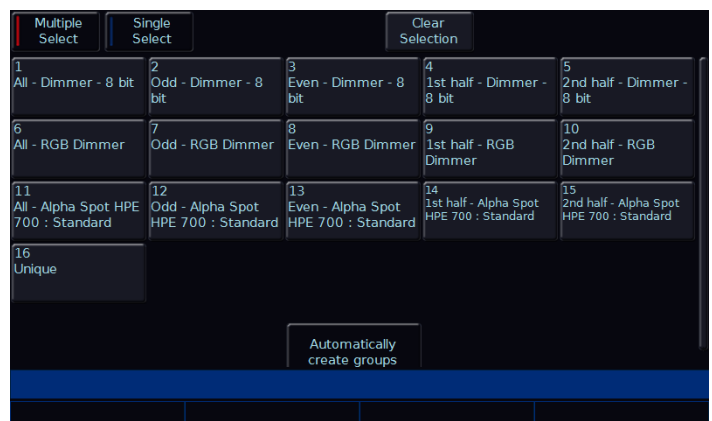 Multiple
Select
Single
Select
Clear
Selection
1
All - Dimmer - 8 bit
2
Odd - Dimmer - 8
bit
3
Even - Dimmer - 8
bit
4
1st half - Dimmer -
8 bit
5
2nd half - Dimmer -
8 bit
6
All - RGB Dimmer
7
Odd - RGB Dimmer
8
Even - RGB Dimmer
9
1st half - RGB
Dimmer
10
2nd half - RGB
Dimmer
11
All - Alpha Spot HPE
700 : Standard
12
Odd - Alpha Spot
HPE 700 : Standard
13
Even - Alpha Spot
HPE 700 : Standard
14
1st half - Alpha Spot
HPE 700 : Standard
15
2nd half - Alpha Spot
HPE 700 : Standard
16
Unique
Automatically
create groups